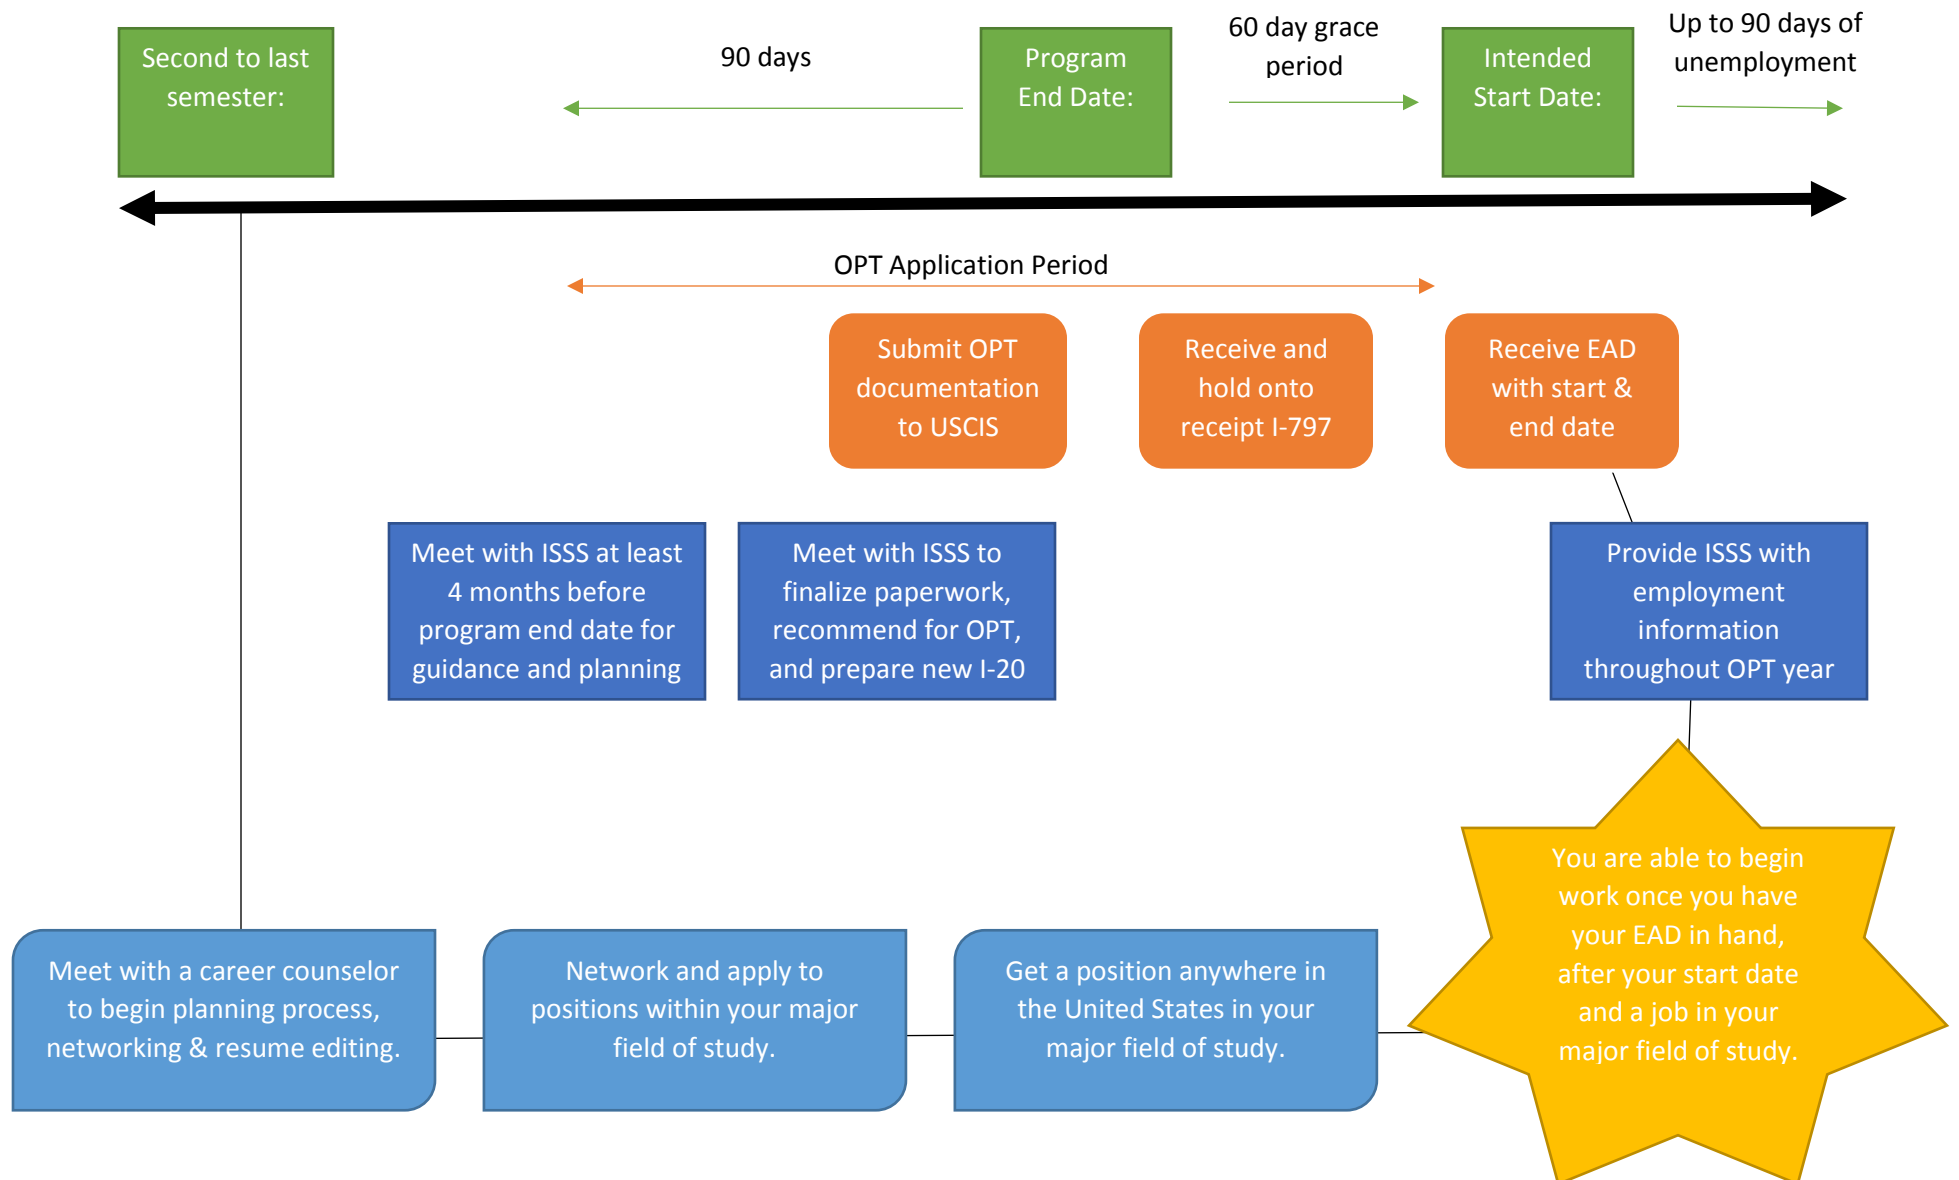 Second to last
semester:
90 days
Program
End Date:
60 day grace
period
Intended
Start Date:
Up to 90 days of
unemployment
OPT Application Period
Submit OPT
documentation
to USCIS
Receive and
hold onto
receipt I-797
Receive EAD
with start &
end date
Meet with ISSS at least
4 months before
program end date for
guidance and planning
Meet with ISSS to
finalize paperwork,
recommend for OPT,
and prepare new I-20
Provide ISSS with
employment
information
throughout OPT year
Meet with a career counselor
to begin planning process,
networking & resume editing.
Network and apply to
positions within your major
field of study.
Get a position anywhere in
the United States in your
major field of study.
You are able to begin
work once you have
your EAD in hand,
after your start date
and a job in your
major field of study.